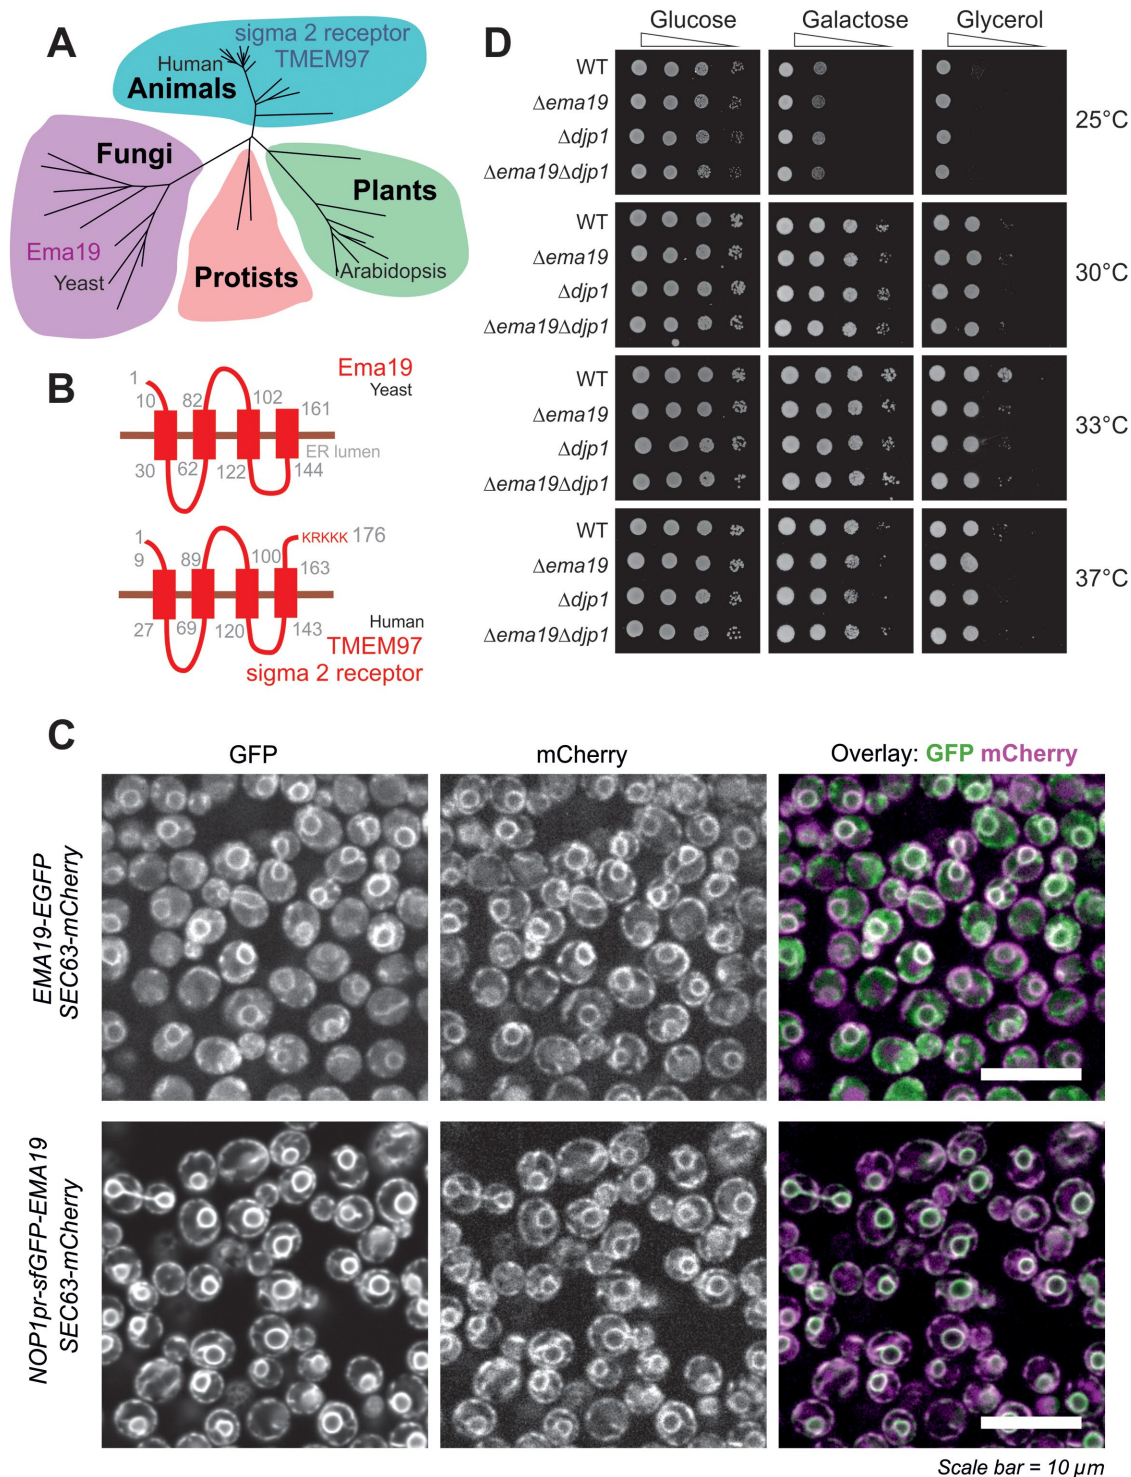 A
sigma 2 receptor
TMEM97
Human
Animals
Fungi
Plants
Ema19
Yeast
Arabidopsis
Protists
B
Ema19
Yeast
1
10
82
102
161
ER lumen
30
62
122
144
1
9
89
100
KRKKK 176
163
27
69
120
143
Human
TMEM97
sigma 2 receptor
D
Glucose
Galactose
Glycerol
WT
Δema19
Δdjp1
Δema19Δdjp1
25°C
WT
Δema19
Δdjp1
Δema19Δdjp1
30°C
WT
Δema19
Δdjp1
Δema19Δdjp1
33°C
WT
Δema19
Δdjp1
Δema19Δdjp1
37°C
C
GFP
mCherry
Overlay: GFP mCherry
EMA19-EGFP
SEC63-mCherry
NOP1pr-sfGFP-EMA19
SEC63-mCherry
Scale bar = 10 µm